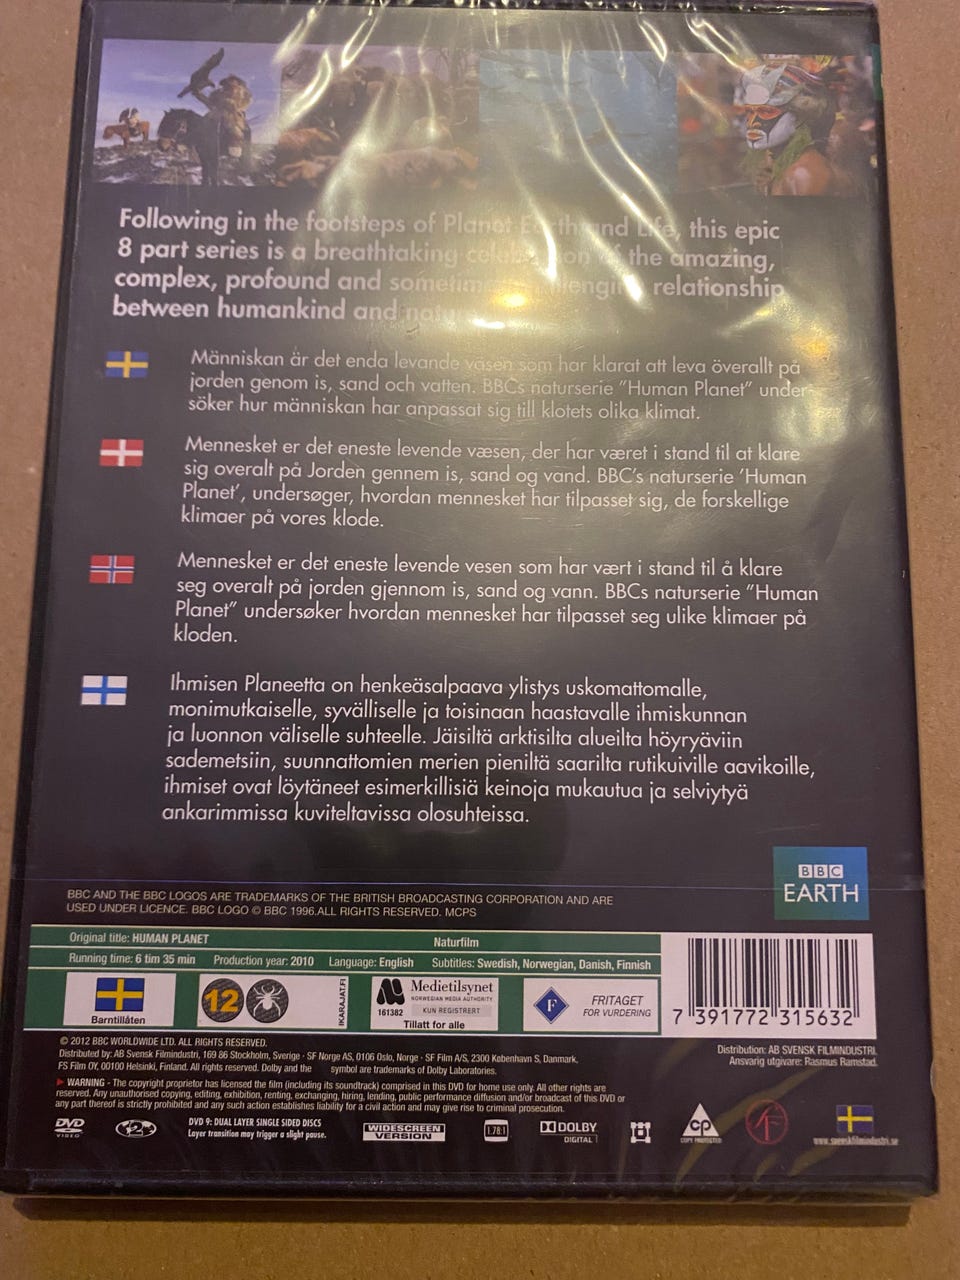 Following in the footsteps of Planet Earth and Life, this epic
8 part series is a breathtaking celebration of the amazing,
complex, profound and sometimes challenging relationship
between humankind and nature
Människan är det enda levande väsen som har klarat att leva överallt på
jorden genom is, sand och vatten. BBCs naturserie "Human Planet" under-
söker hur människan har anpassat sig till klotets olika klimat.
Mennesket er det eneste levende væsen, der har været i stand til at klare
sig overalt på Jorden gennem is, sand og vand. BBC's naturserie 'Human
Planet', undersøger, hvordan mennesket har tilpasset sig, de forskellige
klimaer på vores klode.
Mennesket er det eneste levende vesen som har vært i stand til å klare
seg overalt på jorden gjennom is, sand og vann. BBCs naturserie "Human
Planet" undersøker hvordan mennesket har tilpasset seg ulike klimaer på
kloden.
Ihmisen Planeetta on henkeäsalpaava ylistys uskomattomalle,
monimutkaiselle, syvälliselle ja toisinaan haastavalle ihmiskunnan
ja luonnon väliselle suhteelle. Jäisiltä arktisilta alueilta höyryäviin
sademetsiin, suunnattomien merien pieniltä saarilta rutikuiville aavikoille,
ihmiset ovat löytäneet esimerkillisiä keinoja mukautua ja selviytyä
ankarimmissa kuviteltavissa olosuhteissa.
BBC
EARTH
BBC AND THE BBC LOGOS ARE TRADEMARKS OF THE BRITISH BROADCASTING CORPORATION AND ARE
USED UNDER LICENCE. BBC LOGO © BBC 1996.ALL RIGHTS RESERVED. MCPS
Original title: HUMAN PLANET Naturfilm
Running time: 6 tim 35 min Production year: 2010 Language: English Subtitles: Swedish, Norwegian, Danish, Finnish
Barntillåten
12
IKARAJAT.FI
Medietilsynet
NORWEGIAN MEDIA AUTHORITY
161382 KUN REGISTRERT
Tillatt for alle
F
FRITAGET
FOR VURDERING
7 391772 315632
© 2012 BBC WORLDWIDE LTD. ALL RIGHTS RESERVED.
Distributed by: AB Svensk Filmindustri, 169 86 Stockholm, Sverige · SF Norge AS, 0106 Oslo, Norge · SF Film A/S, 2300 København S, Danmark,
FS Film OY, 00100 Helsinki, Finland. All rights reserved. Dolby and the symbol are trademarks of Dolby Laboratories.
Distribution: AB SVENSK FILMINDUSTRI.
Ansvarig utgivare: Rasmus Ramstad.
WARNING - The copyright proprietor has licensed the film (including its soundtrack) comprised in this DVD for home use only. All other rights are
reserved. Any unauthorised copying, editing, exhibition, renting, exchanging, hiring, lending, public performance diffusion and/or broadcast of this DVD or
any part thereof is strictly prohibited and any such action establishes liability for a civil action and may give rise to criminal prosecution.
DVD
VIDEO
2
DVD 9: DUAL LAYER SINGLE SIDED DISCS
Layer transition may trigger a slight pause.
WIDESCREEN
VERSION
1.78:1
DOLBY
DIGITAL
CP
COPY PROTECTED
SF
www.svenskfilmindustri.se